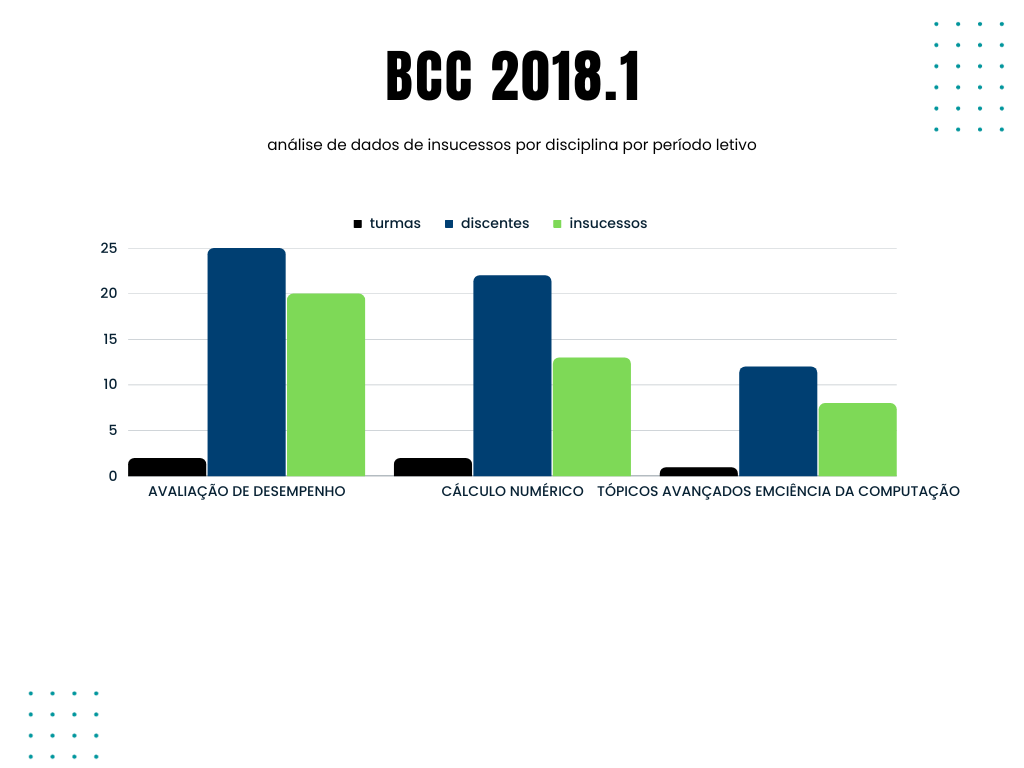 BCC 2018.1
análise de dados de insucessos por disciplina por período letivo
turmas discentes insucessos
25
20
15
10
5
0
AVALIAÇÃO DE DESEMPENHO CÁLCULO NUMÉRICO TÓPICOS AVANÇADOS EMCIÊNCIA DA COMPUTAÇÃO